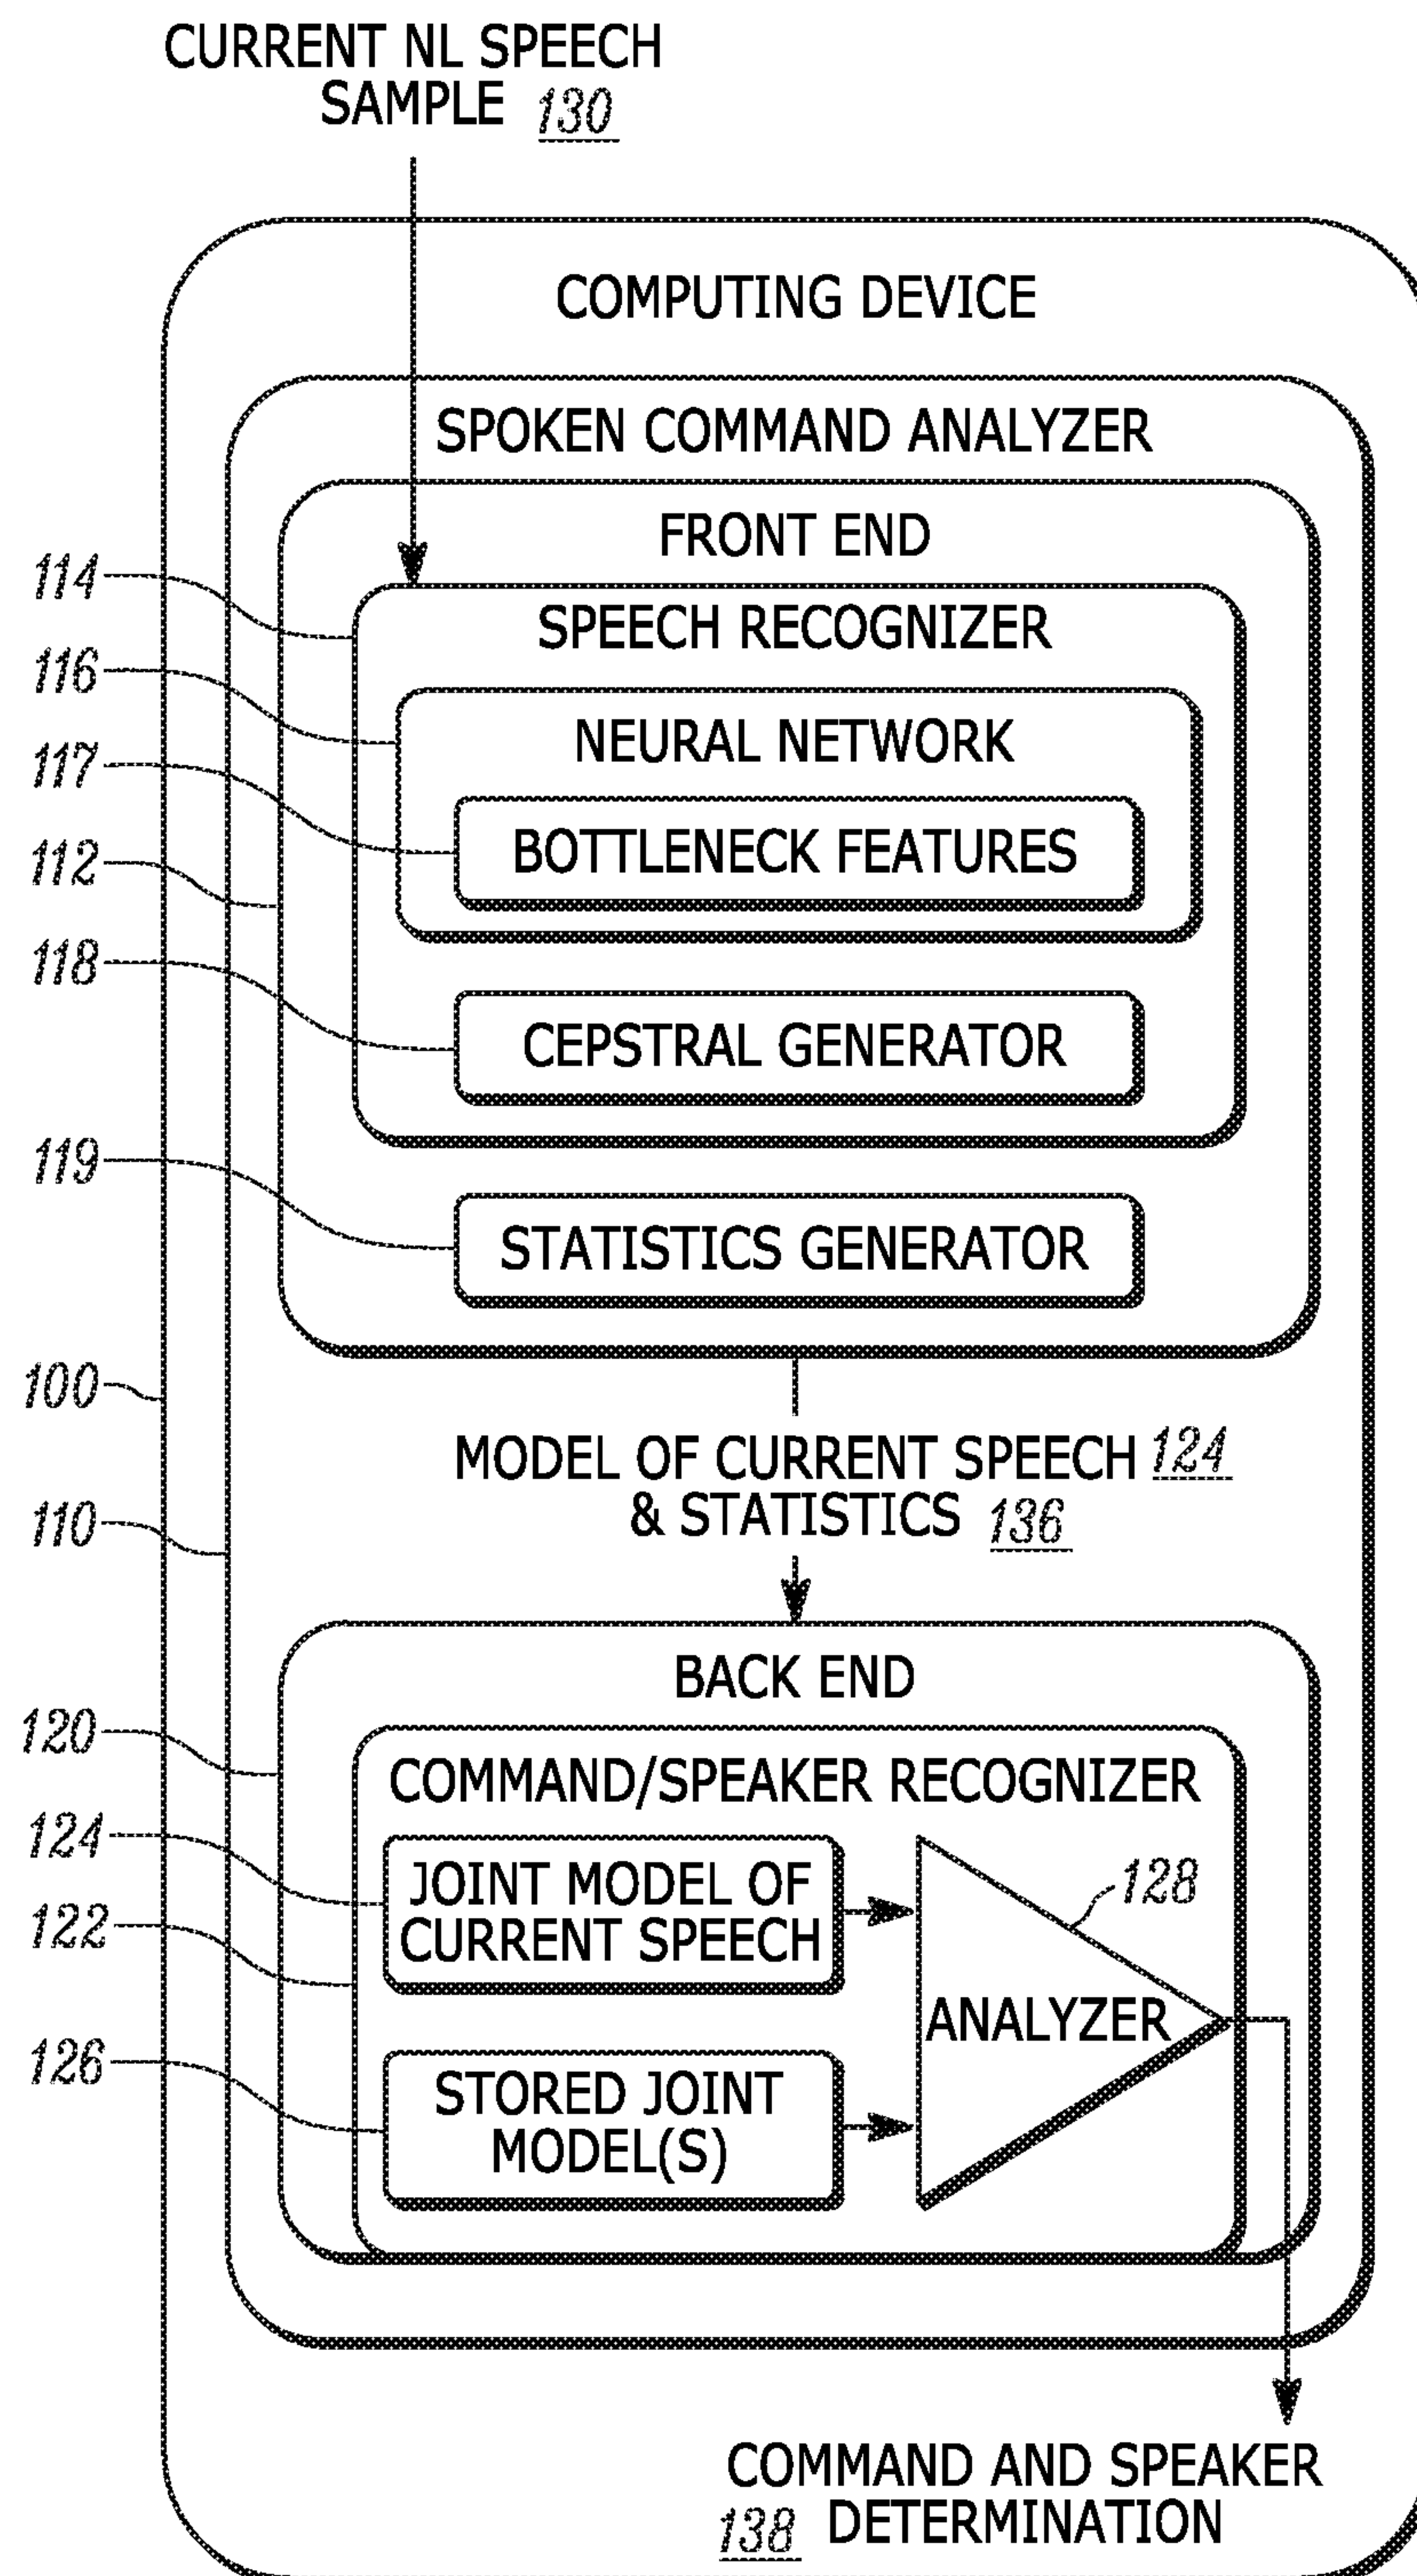 CURRENT NL SPEECH
SAMPLE 130
COMPUTING DEVICE
SPOKEN COMMAND ANALYZER
FRONT END
114
SPEECH RECOGNIZER
116
NEURAL NETWORK
117
BOTTLENECK FEATURES
112
118
CEPSTRAL GENERATOR
119
STATISTICS GENERATOR
100
MODEL OF CURRENT SPEECH 124
& STATISTICS 136
110
BACK END
120
COMMAND/SPEAKER RECOGNIZER
124
JOINT MODEL OF
CURRENT SPEECH
128
122
ANALYZER
126
STORED JOINT
MODEL(S)
COMMAND AND SPEAKER
138 DETERMINATION